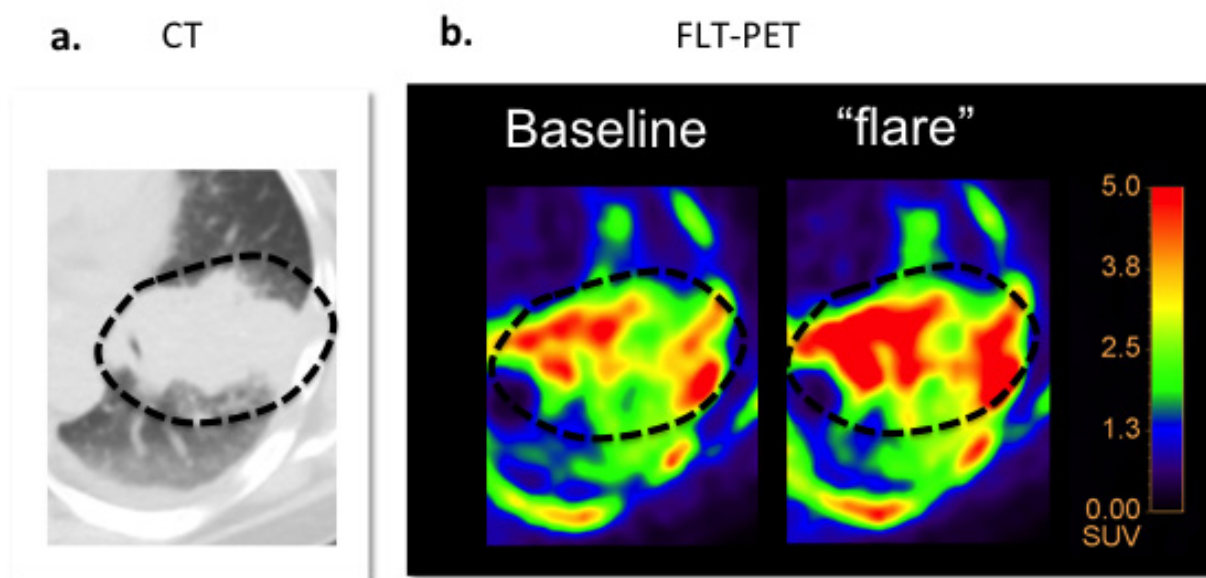 a. CT
b. FLT-PET
Baseline
“flare”
5.0
3.8
2.5
1.3
0.00
SUV